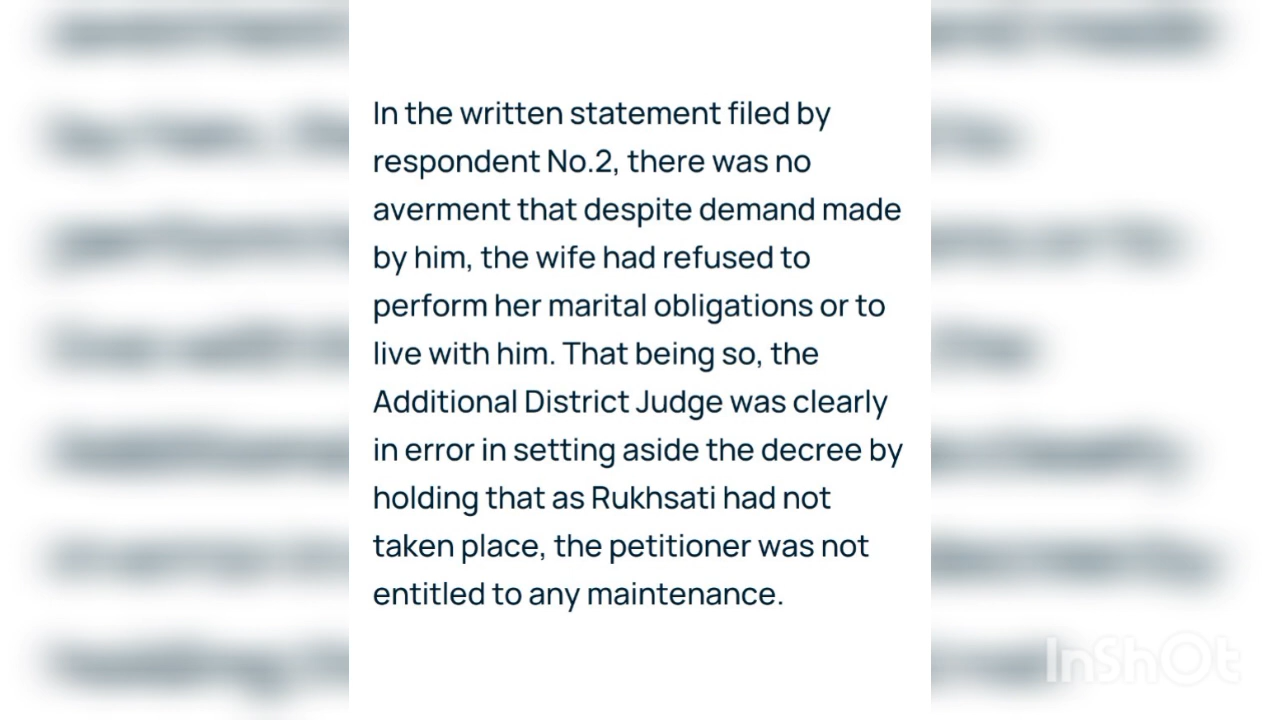 In the written statement filed by
respondent No.2, there was no
averment that despite demand made
by him, the wife had refused to
perform her marital obligations or to
live with him. That being so, the
Additional District Judge was clearly
in error in setting aside the decree by
holding that as Rukhsati had not
taken place, the petitioner was not
entitled to any maintenance.
InShOt